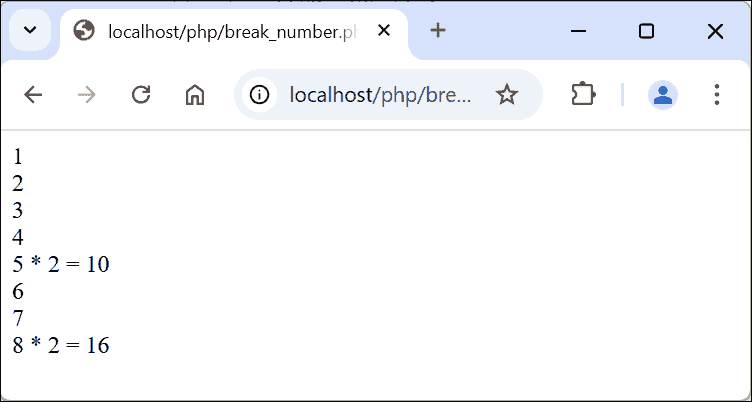 localhost/php/break_number.ph
localhost/php/bre...
1
2
3
4
5 * 2 = 10
6
7
8 * 2 = 16